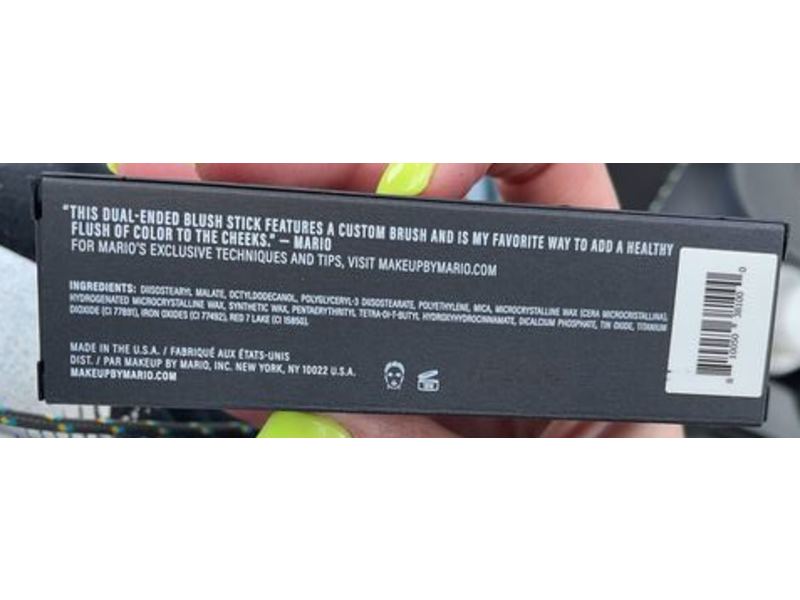 "THIS DUAL-ENDED BLUSH STICK FEATURES A CUSTOM BRUSH AND IS MY FAVORITE WAY TO ADD A HEALTHY
FLUSH OF COLOR TO THE CHEEKS." — MARIO
FOR MARIO'S EXCLUSIVE TECHNIQUES AND TIPS, VISIT MAKEUPBYMARIO.COM
INGREDIENTS: DIISOSTEARYL MALATE, OCTYLDODECANOL, POLYGLYCERYL-3 DIISOSTEARATE, POLYETHYLENE, MICA, MICROCRYSTALLINE WAX (CERA MICROCRISTALLINA),
HYDROGENATED MICROCRYSTALLINE WAX, SYNTHETIC WAX, PENTAERYTHRITYL TETRA-DI-T-BUTYL HYDROXYHYDROCINNAMATE, DICALCIUM PHOSPHATE, TIN OXIDE, TITANIUM
DIOXIDE (CI 77891), IRON OXIDES (CI 77492), RED 7 LAKE (CI 15850).
MADE IN THE U.S.A. / FABRIQUÉ AUX ÉTATS-UNIS
DIST. / PAR MAKEUP BY MARIO, INC. NEW YORK, NY 10022 U.S.A.
MAKEUPBYMARIO.COM